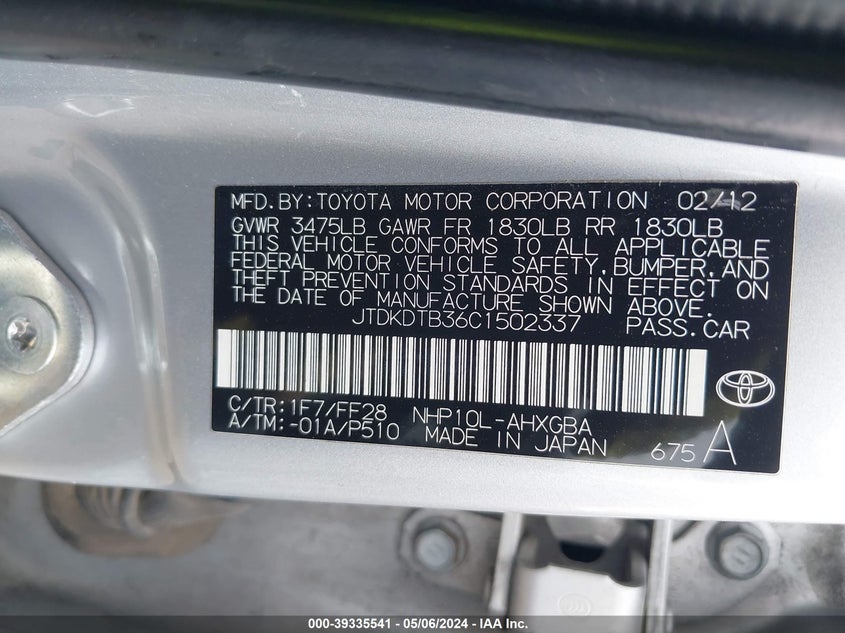 MFD.BY:TOYOTA MOTOR CORPORATION 02/12
GVWR 3475LB GAWR FR 1830LB RR 1830LB
THIS VEHICLE CONFORMS TO ALL APPLICABLE
FEDERAL MOTOR VEHICLE SAFETY,BUMPER,AND
THEFT PREVENTION STANDARDS IN EFFECT ON
THE DATE OF MANUFACTURE SHOWN ABOVE.
JTDKDTB36C1502337 PASS.CAR
C/TR:1F7/FF28 NHP10L-AHXGBA
A/TM:-01A/P510 MADE IN JAPAN 675 A
000-39335541 - 05/06/2024 - IAA Inc.